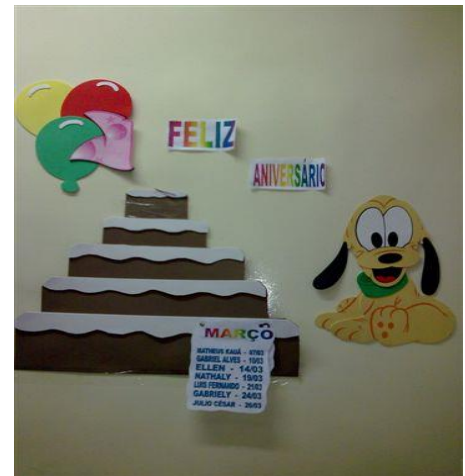 FELIZ
ANIVERSÁRIO
MARÇO
MATHEUS KAUÃ - 07/03
GABRIEL ALVES - 10/03
ELLEN - 14/03
NATHALY - 19/03
LUIS FERNANDO - 21/03
GABRIELY - 24/03
JULIO CÉSAR - 26/03